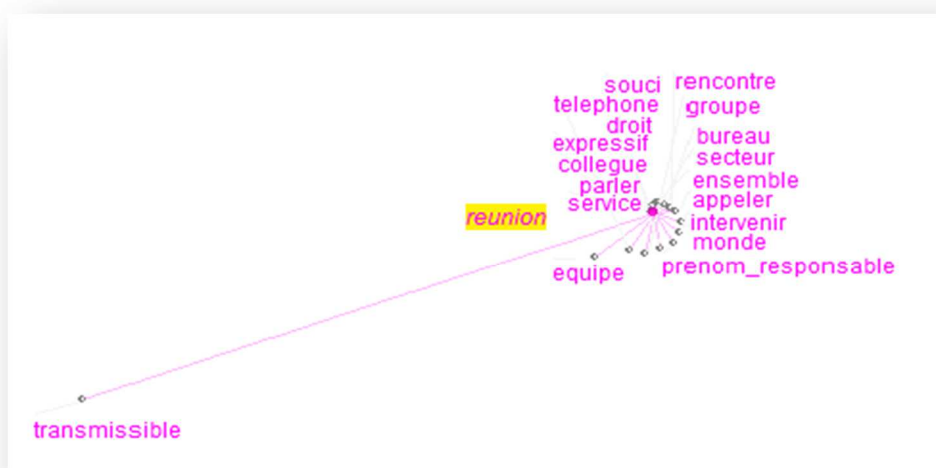 souci
rencontre
telephone
groupe
droit
bureau
expressif
secteur
collegue
ensemble
parler
appeler
service
reunion
intervenir
monde
equipe
prenom_responsable
transmissible